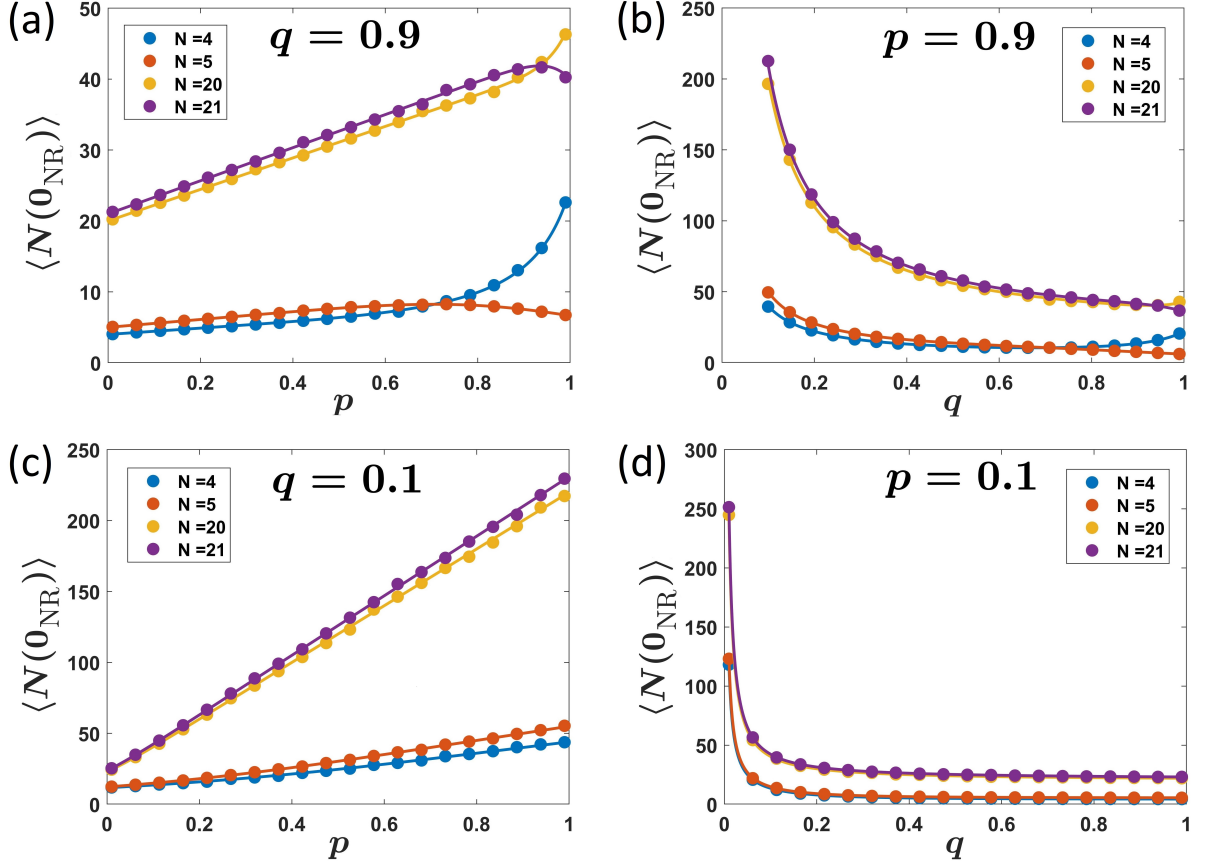 (a)
q = 0.9
N =4
N =5
N =20
N =21
50
40
30
20
10
0
0
0.2
0.4
0.6
0.8
1
⟨N(0_NR)⟩
p
(b)
p = 0.9
N =4
N =5
N =20
N =21
250
200
150
100
50
0
0
0.2
0.4
0.6
0.8
1
⟨N(0_NR)⟩
q
(c)
q = 0.1
N =4
N =5
N =20
N =21
250
200
150
100
50
0
0
0.2
0.4
0.6
0.8
1
⟨N(0_NR)⟩
p
(d)
p = 0.1
N =4
N =5
N =20
N =21
300
250
200
150
100
50
0
0
0.2
0.4
0.6
0.8
1
⟨N(0_NR)⟩
q